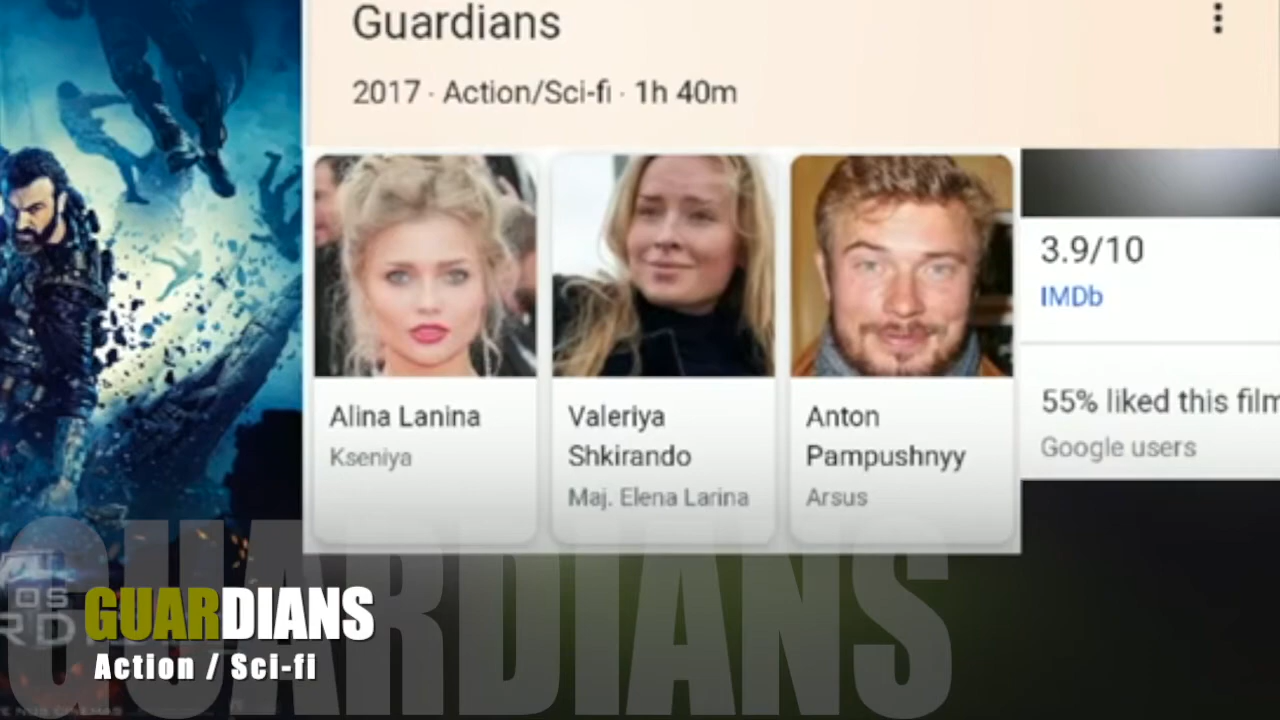 Guardians
2017 · Action/Sci-fi · 1h 40m
Alina Lanina
Kseniya
Valeriya
Shkirando
Maj. Elena Larina
Anton
Pampushnyy
Arsus
3.9/10
IMDb
55% liked this film
Google users
GUARDIANS
OS
GUARDIANS
Action / Sci-fi